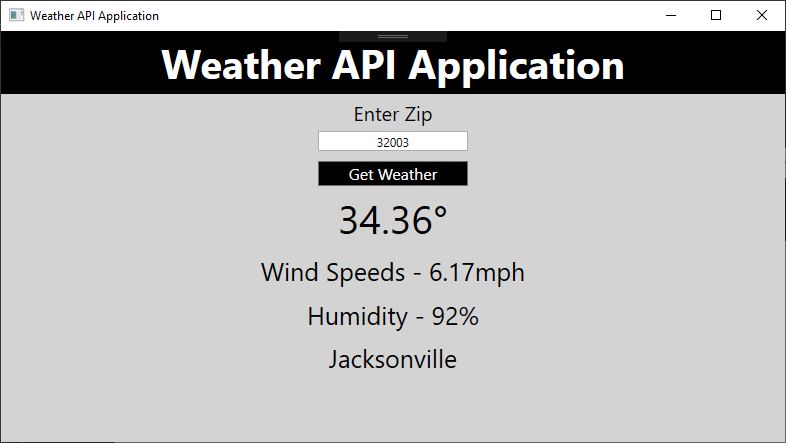 Weather API Application
Weather API Application
Enter Zip
32003
Get Weather
34.36°
Wind Speeds - 6.17mph
Humidity - 92%
Jacksonville